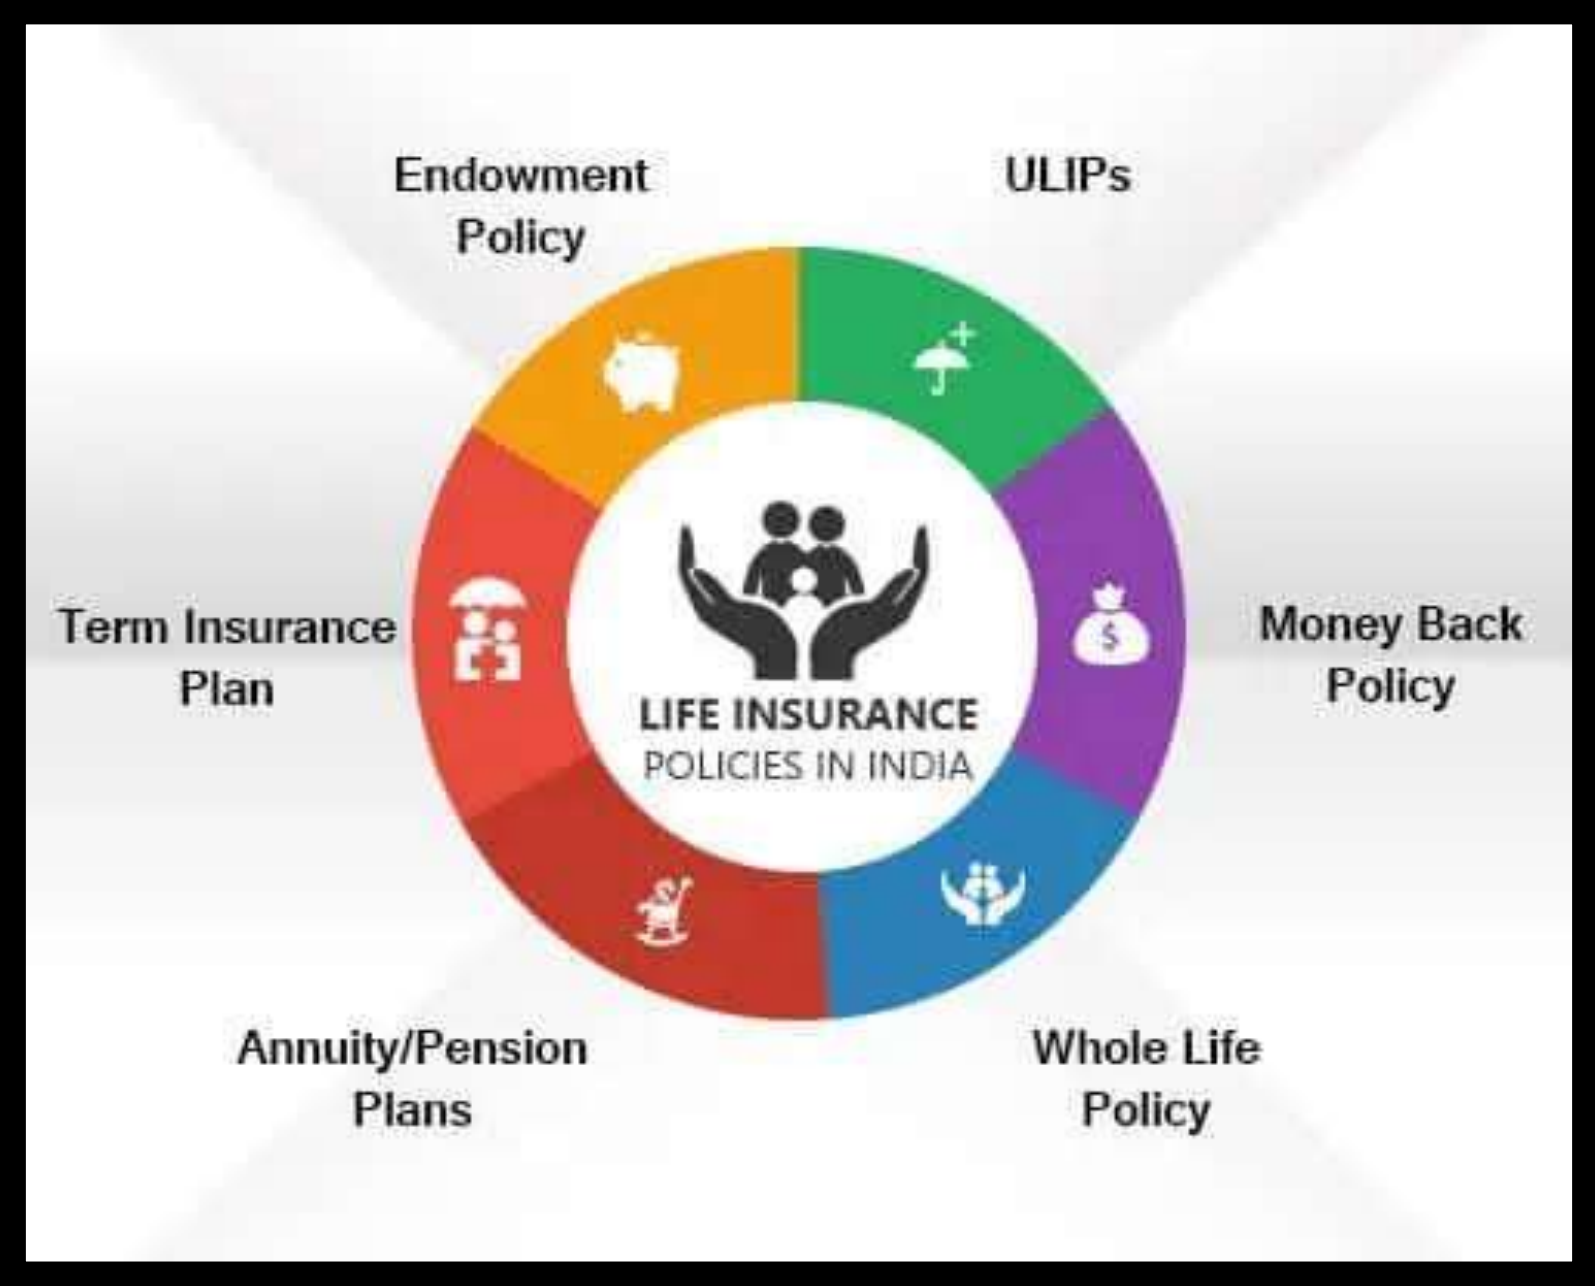 Endowment
Policy
ULIPs
Term Insurance
Plan
LIFE INSURANCE
POLICIES IN INDIA
$
Money Back
Policy
Annuity/Pension
Plans
Whole Life
Policy